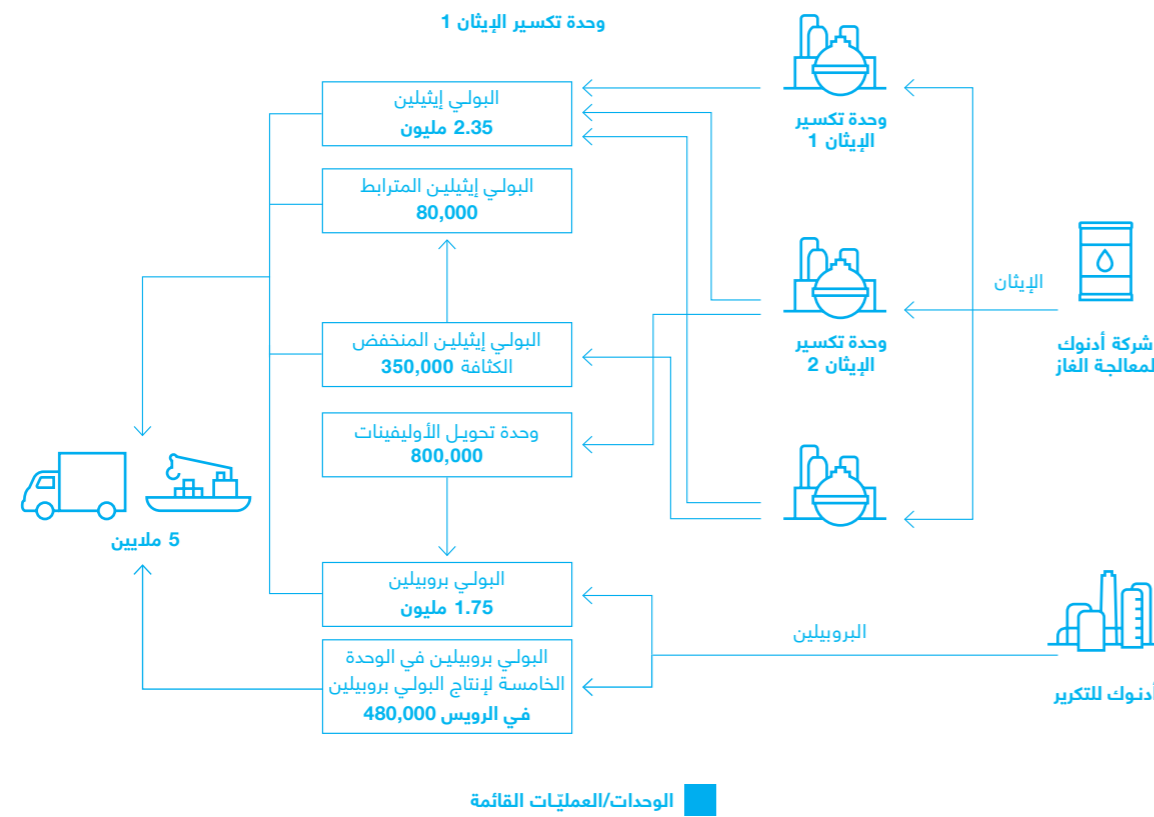 وحدة تكسير الإيثان 1
وحدة تكسير
الإيثان 1
البولي إيثيلين
2.35 مليون
البولي إيثيلين المترابط
80,000
الإيثان
شركة أدنوك
لمعالجة الغاز
وحدة تكسير
الإيثان 2
البولي إيثيلين المنخفض
الكثافة 350,000
وحدة تحويل الأوليفينات
800,000
5 ملايين
البولي بروبيلين
1.75 مليون
البروبيلين
أدنوك للتكرير
البولي بروبيلين في الوحدة
الخامسة لإنتاج البولي بروبيلين
في الرويس 480,000
الوحدات/العمليّات القائمة